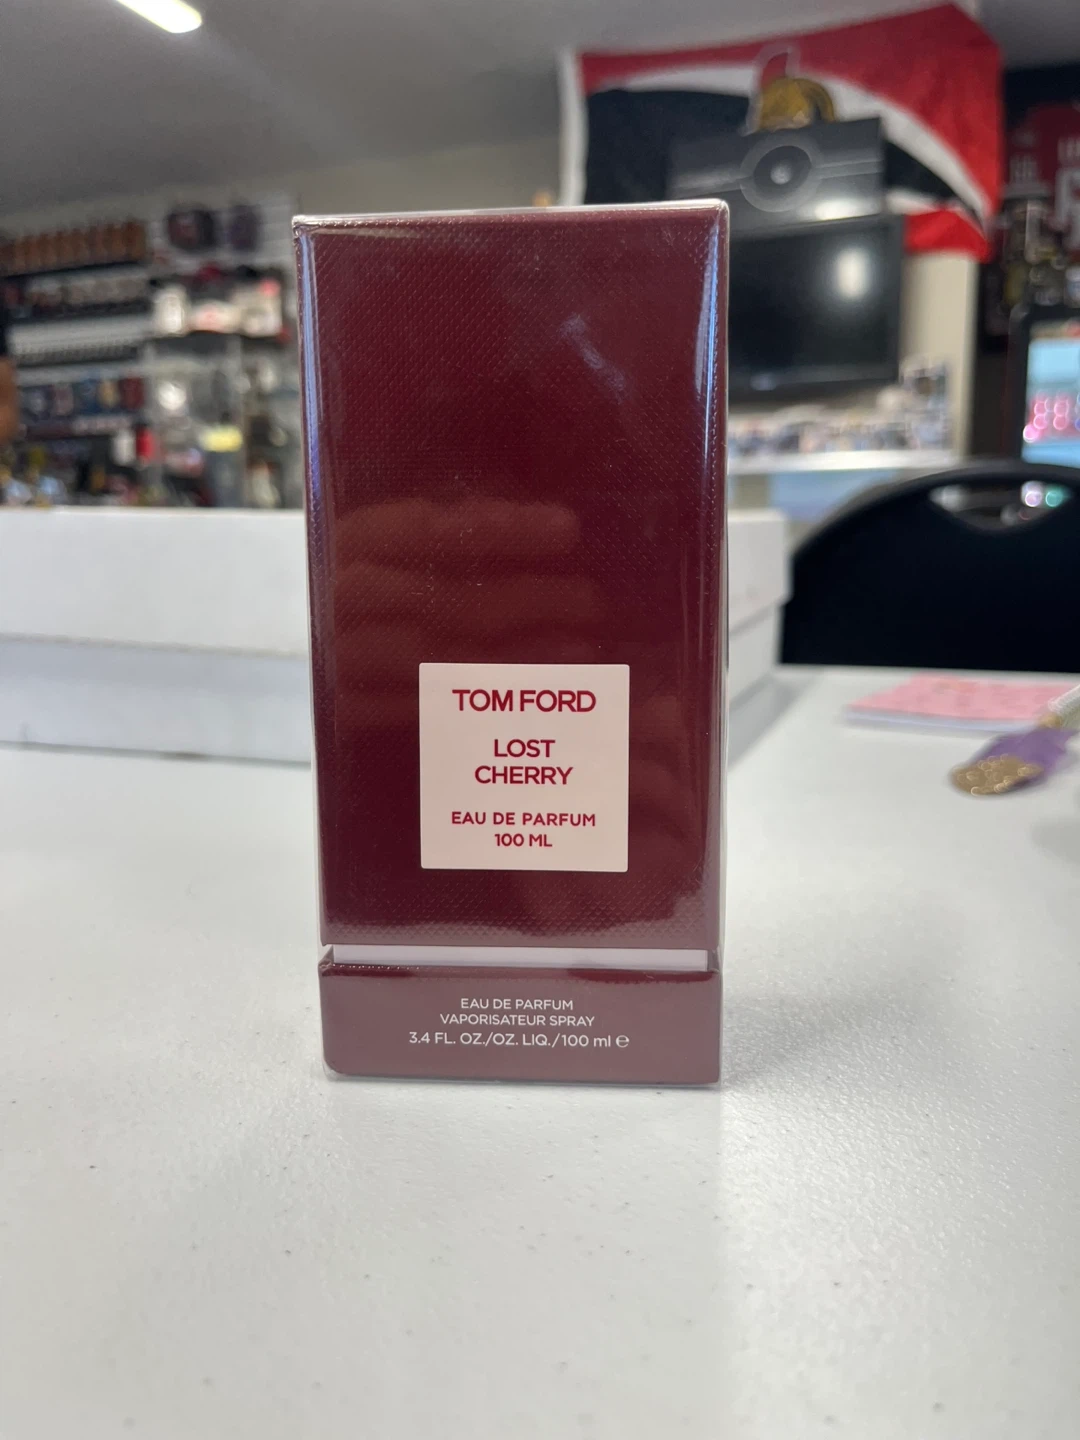 TOM FORD
LOST
CHERRY
EAU DE PARFUM
100 ML
EAU DE PARFUM
VAPORISATEUR SPRAY
3.4 FL. OZ./OZ. LIQ./100 ml ℮